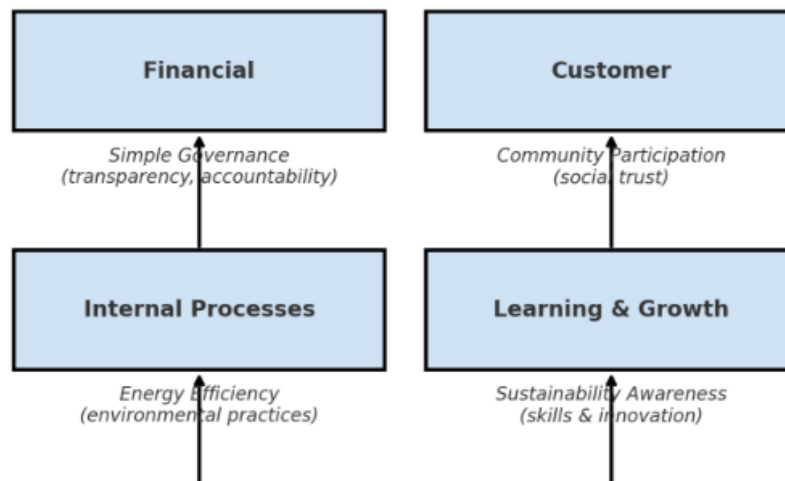 Financial
Customer
Simple Governance
(transparency, accountability)
Community Participation
(social trust)
Internal Processes
Learning & Growth
Energy Efficiency
(environmental practices)
Sustainability Awareness
(skills & innovation)